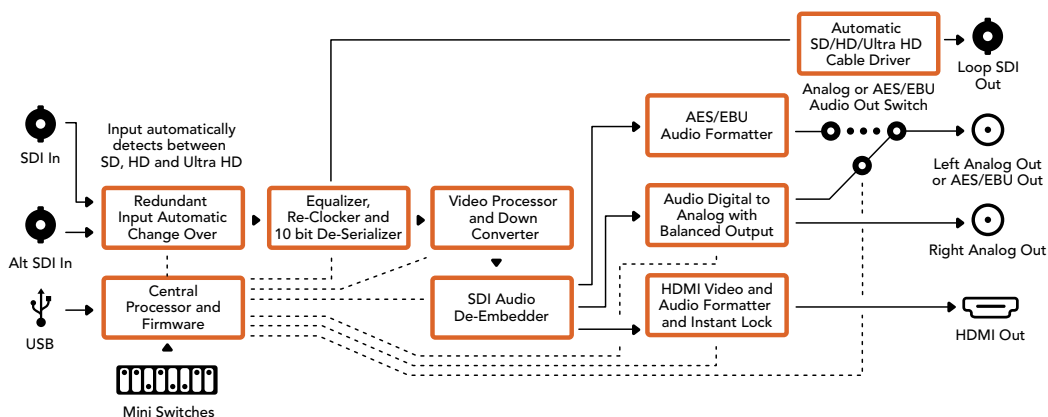 Automatic
SD/HD/Ultra HD
Cable Driver
Loop SDI
Out
Analog or AES/EBU
Audio Out Switch
SDI In
Input automatically
detects between
SD, HD and Ultra HD
AES/EBU
Audio Formatter
Left Analog Out
or AES/EBU Out
Alt SDI In
Redundant
Input Automatic
Change Over
Equalizer,
Re-Clocker and
10 bit De-Serializer
Video Processor
and Down
Converter
Audio Digital to
Analog with
Balanced Output
Right Analog Out
USB
Central
Processor and
Firmware
SDI Audio
De-Embedder
HDMI Video and
Audio Formatter
and Instant Lock
HDMI Out
Mini Switches